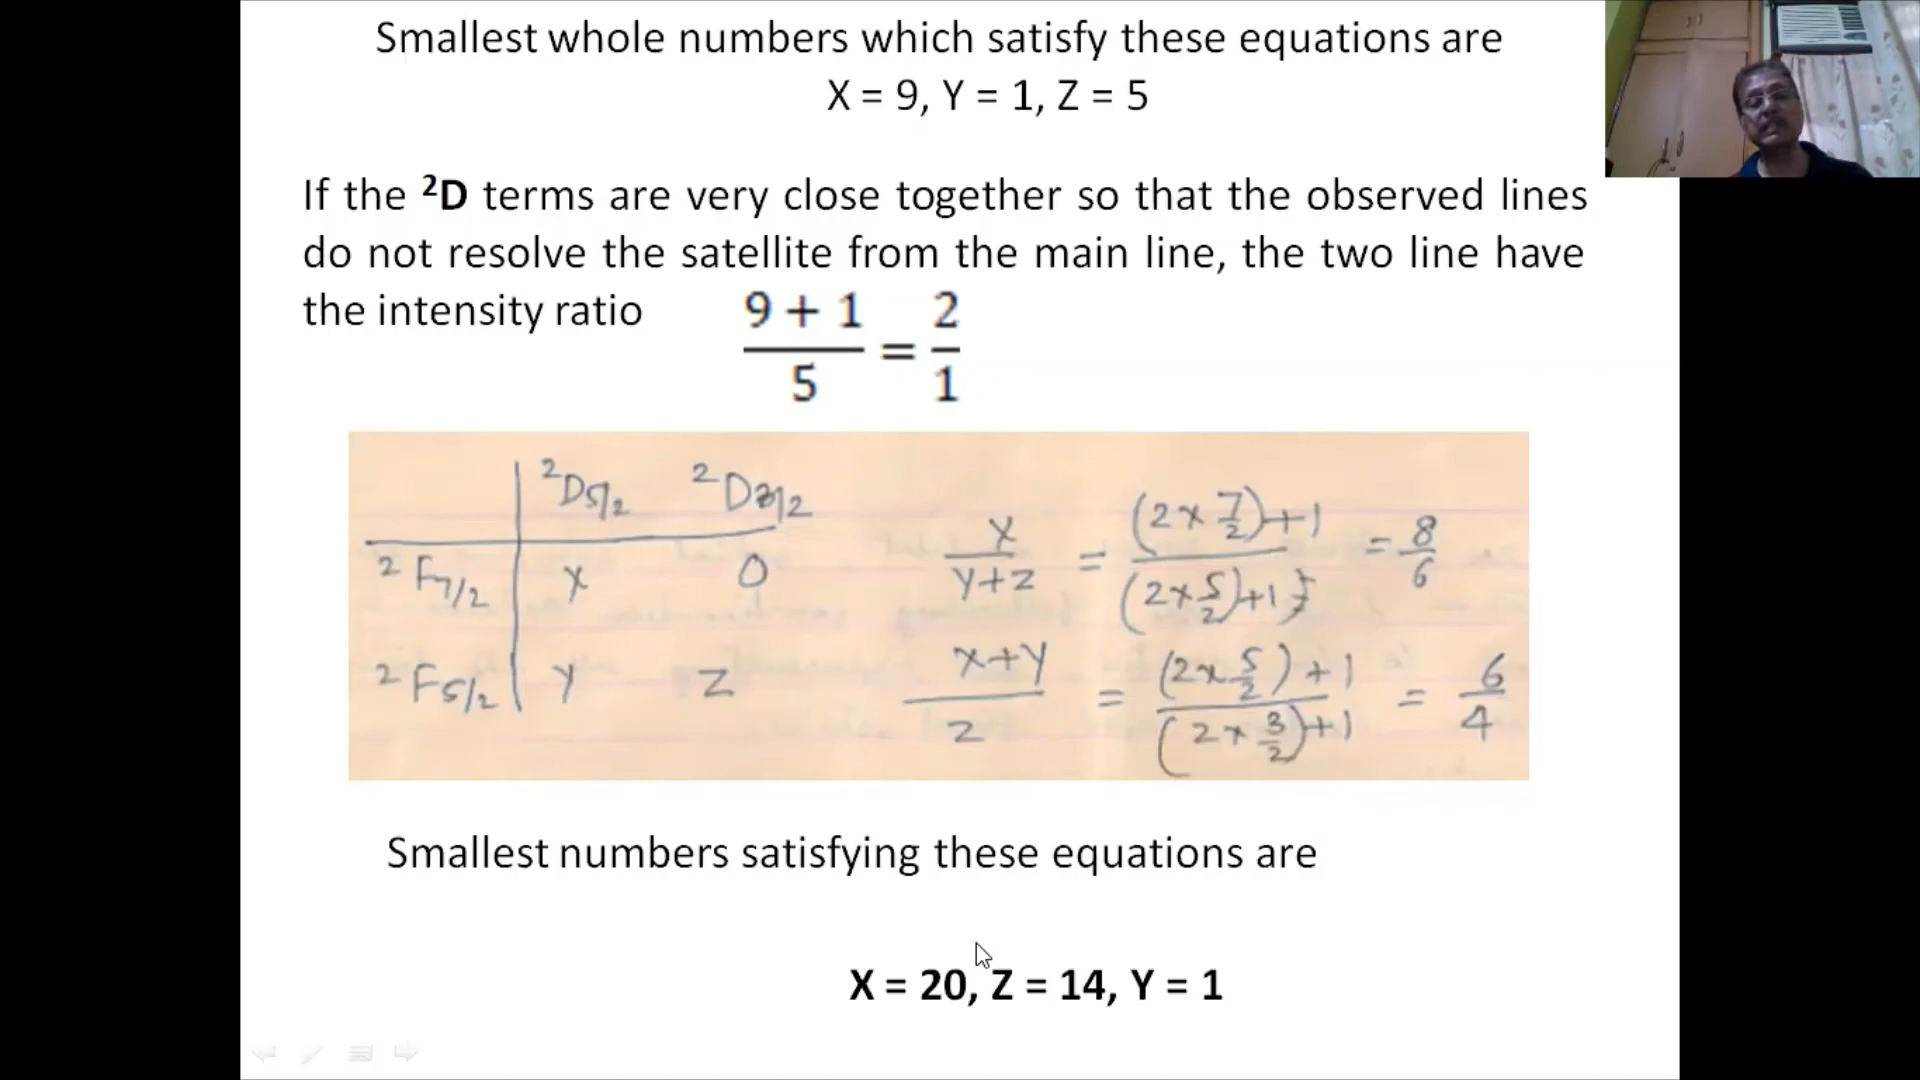 Smallest whole numbers which satisfy these equations are
X = 9, Y = 1, Z = 5
If the ²D terms are very close together so that the observed lines
do not resolve the satellite from the main line, the two line have
the intensity ratio (9 + 1)/5 = 2/1
²D5/2 ²D3/2
²F7/2 X 0
²F5/2 Y Z
X/(Y+Z) = ((2×7/2)+1)/((2×5/2)+1) = 8/6
(X+Y)/Z = ((2×5/2)+1)/((2×3/2)+1) = 6/4
Smallest numbers satisfying these equations are
X = 20, Z = 14, Y = 1